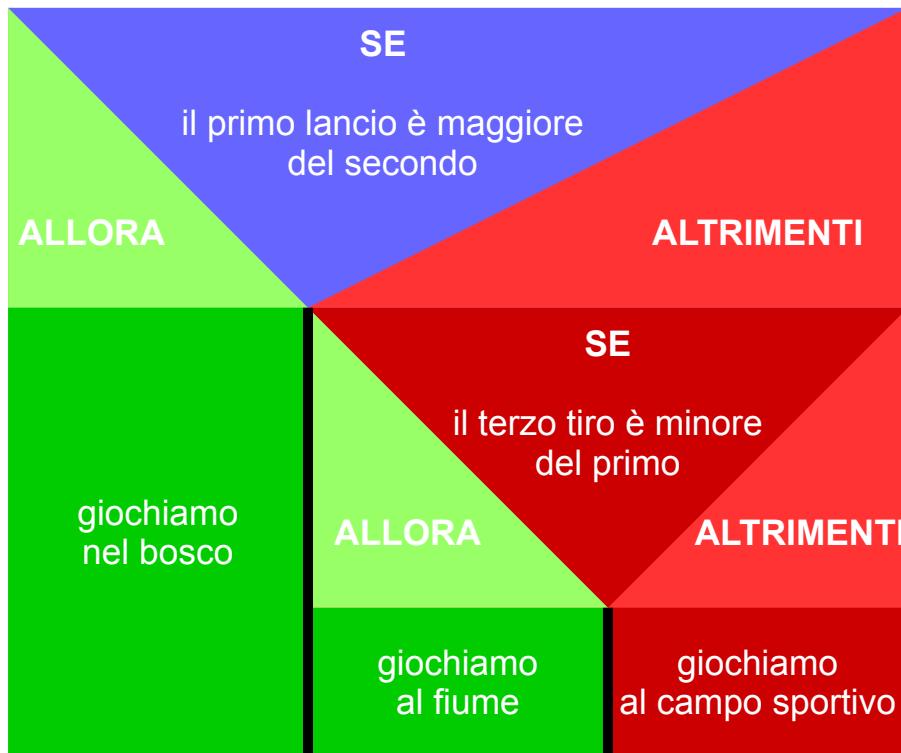 SE
il primo lancio è maggiore
del secondo
ALLORA
ALTRIMENTI
SE
il terzo tiro è minore
del primo
giochiamo
nel bosco
ALLORA
ALTRIMENTI
giochiamo
al fiume
giochiamo
al campo sportivo